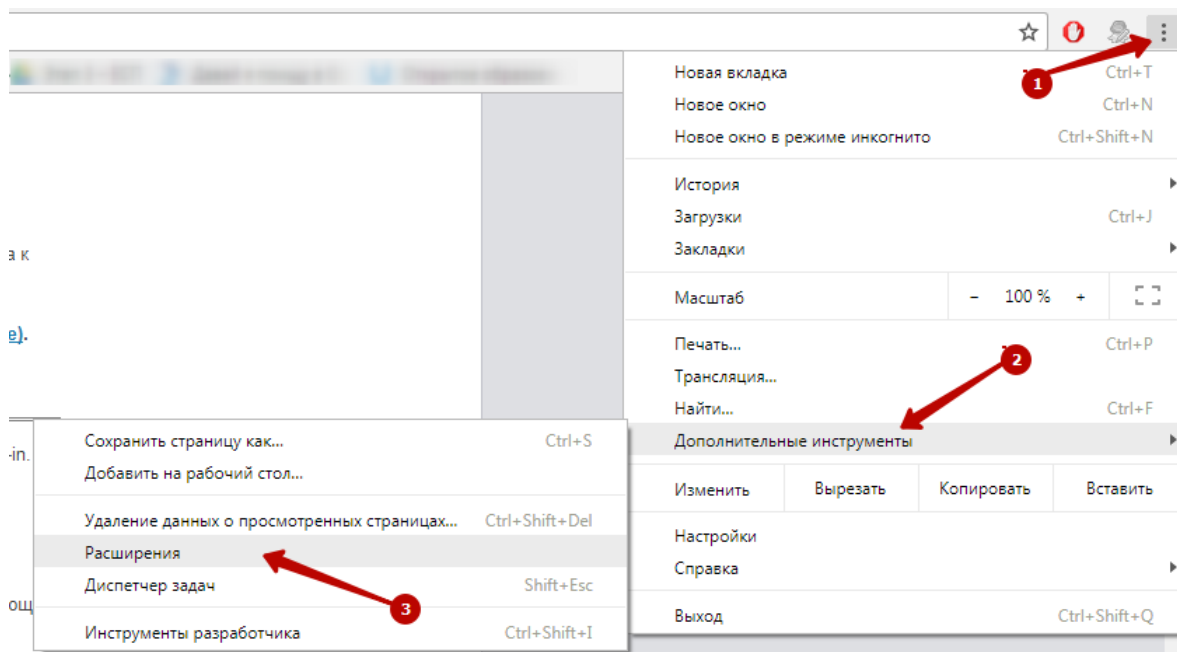 1
Новая вкладка Ctrl+T
Новое окно Ctrl+N
Новое окно в режиме инкогнито Ctrl+Shift+N
История
Загрузки Ctrl+J
Закладки
Масштаб - 100 % +
Печать... Ctrl+P
2
Трансляция...
Найти... Ctrl+F
Дополнительные инструменты
Изменить Вырезать Копировать Вставить
Настройки
Справка
Выход Ctrl+Shift+Q
а к
e).
-in.
ощ
Сохранить страницу как... Ctrl+S
Добавить на рабочий стол...
Удаление данных о просмотренных страницах... Ctrl+Shift+Del
Расширения
Диспетчер задач Shift+Esc
3
Инструменты разработчика Ctrl+Shift+I